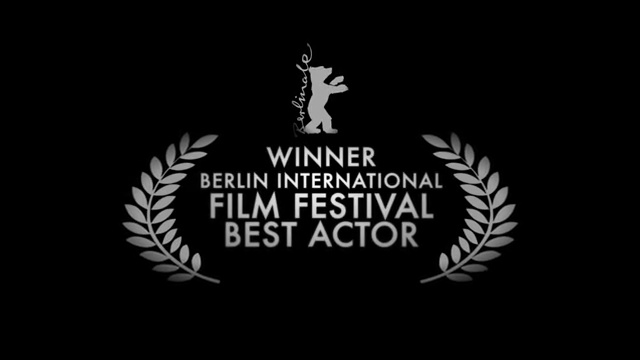 Berlinale
WINNER
BERLIN INTERNATIONAL
FILM FESTIVAL
BEST ACTOR